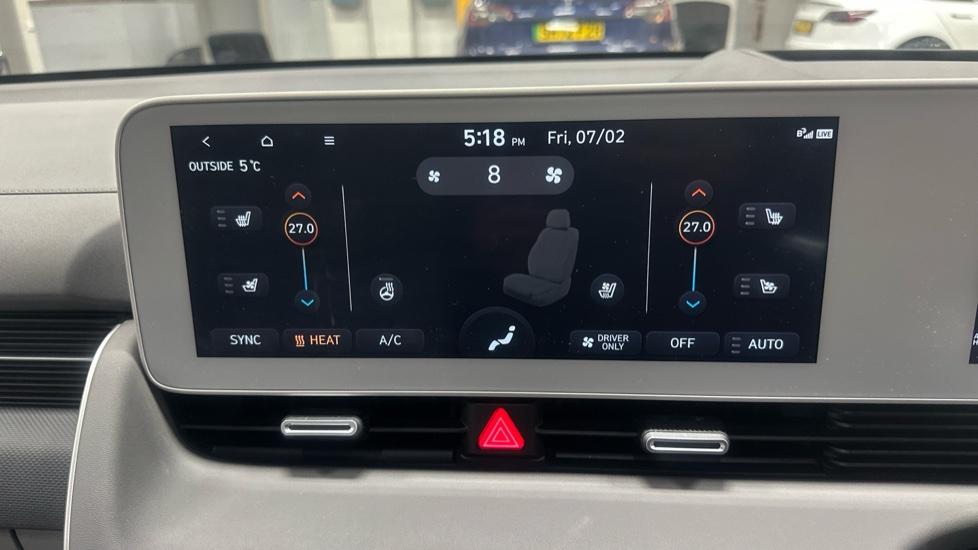 5:18 PM Fri, 07/02
LIVE
OUTSIDE 5°C
8
27.0
27.0
SYNC HEAT A/C DRIVER ONLY OFF AUTO